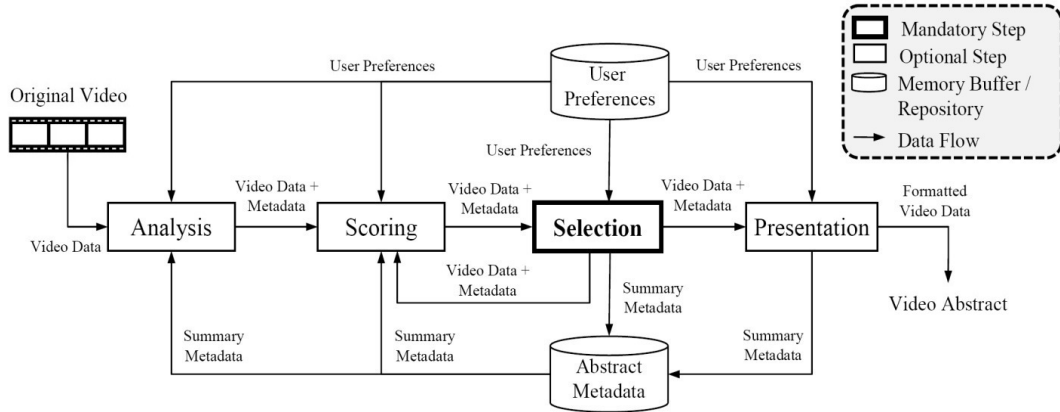 Mandatory Step
Optional Step
Memory Buffer /
Repository
Data Flow
User Preferences
User
Preferences
User Preferences
Original Video
User Preferences
Video Data +
Metadata
Video Data +
Metadata
Video Data +
Metadata
Formatted
Video Data
Video Data
Analysis
Scoring
Selection
Presentation
Video Data +
Metadata
Summary
Metadata
Video Abstract
Summary
Metadata
Summary
Metadata
Abstract
Metadata
Summary
Metadata